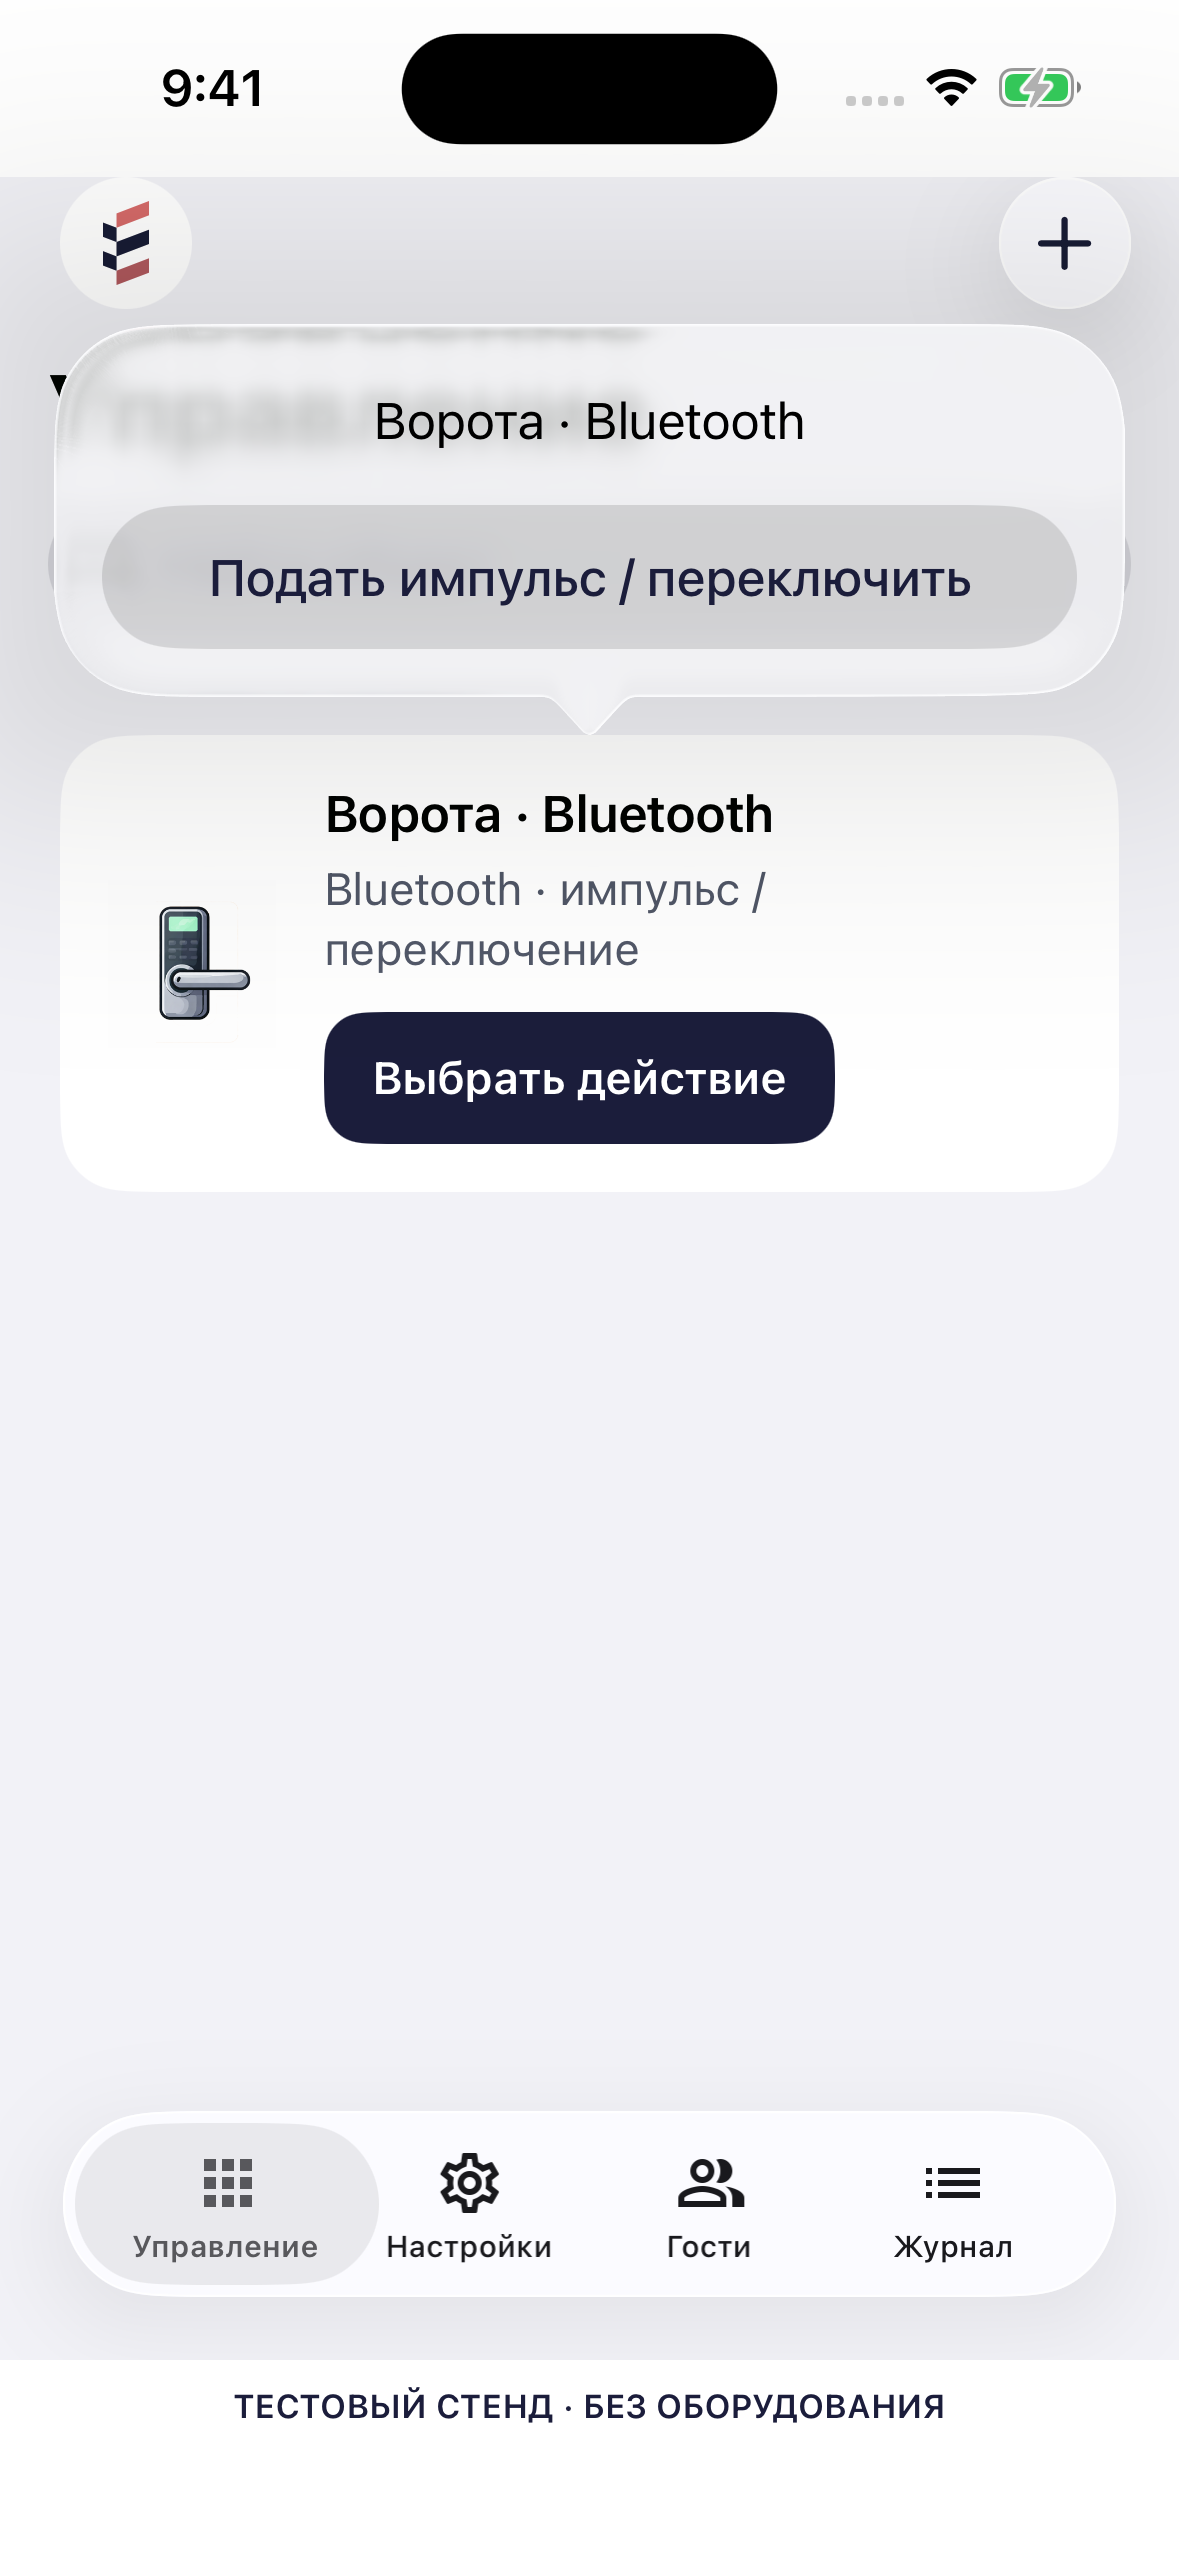 9:41
Ворота · Bluetooth
Подать импульс / переключить
Ворота · Bluetooth
Bluetooth · импульс /
переключение
Выбрать действие
Управление
Настройки
Гости
Журнал
ТЕСТОВЫЙ СТЕНД · БЕЗ ОБОРУДОВАНИЯ